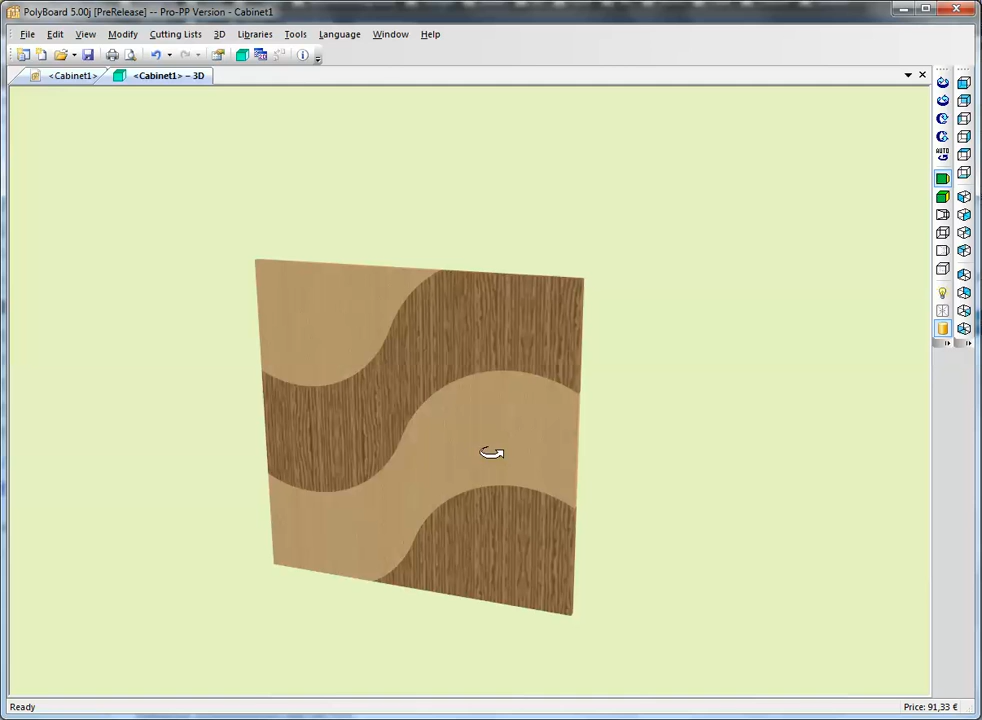 PolyBoard 5.00j [PreRelease] -- Pro-PP Version - Cabinet1
File Edit View Modify Cutting Lists 3D Libraries Tools Language Window Help
<Cabinet1> <Cabinet1> – 3D
AUTO
Ready Price: 91,33 €